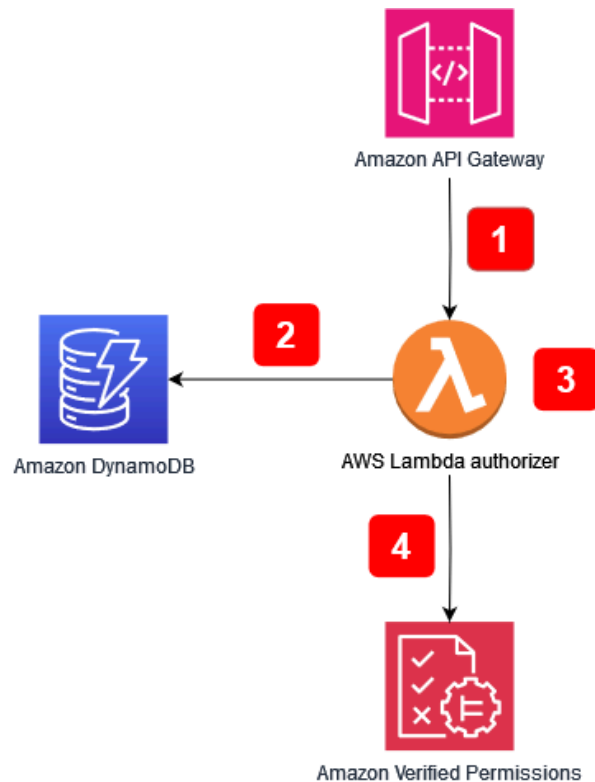 </>
Amazon API Gateway
1
2
3
Amazon DynamoDB
AWS Lambda authorizer
4
Amazon Verified Permissions